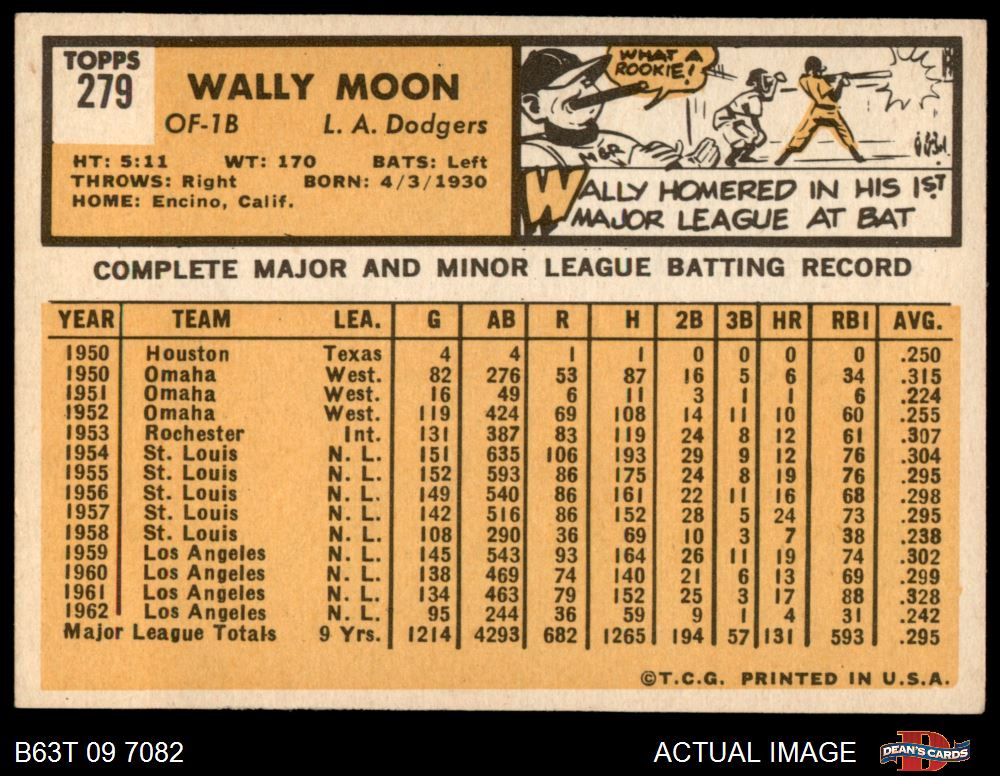 TOPPS
279
WALLY MOON
OF-1B L. A. Dodgers
HT: 5:11 WT: 170 BATS: Left
THROWS: Right BORN: 4/3/1930
HOME: Encino, Calif.
WHAT A
ROOKIE!
MGR
WALLY HOMERED IN HIS 1ST
MAJOR LEAGUE AT BAT
COMPLETE MAJOR AND MINOR LEAGUE BATTING RECORD
YEAR TEAM LEA. G AB R H 2B 3B HR RBI AVG.
1950 Houston Texas 4 4 1 1 0 0 0 0 .250
1950 Omaha West. 82 276 53 87 16 5 6 34 .315
1951 Omaha West. 16 49 6 11 3 1 1 6 .224
1952 Omaha West. 119 424 69 108 14 11 10 60 .255
1953 Rochester Int. 131 387 83 119 24 8 12 61 .307
1954 St. Louis N. L. 151 635 106 193 29 9 12 76 .304
1955 St. Louis N. L. 152 593 86 175 24 8 19 76 .295
1956 St. Louis N. L. 149 540 86 161 22 11 16 68 .298
1957 St. Louis N. L. 142 516 86 152 28 5 24 73 .295
1958 St. Louis N. L. 108 290 36 69 10 3 7 38 .238
1959 Los Angeles N. L. 145 543 93 164 26 11 19 74 .302
1960 Los Angeles N. L. 138 469 74 140 21 6 13 69 .299
1961 Los Angeles N. L. 134 463 79 152 25 3 17 88 .328
1962 Los Angeles N. L. 95 244 36 59 9 1 4 31 .242
Major League Totals 9 Yrs. 1214 4293 682 1265 194 57 131 593 .295
©T.C.G. PRINTED IN U.S.A.
B63T 09 7082 ACTUAL IMAGE DEAN'S CARDS